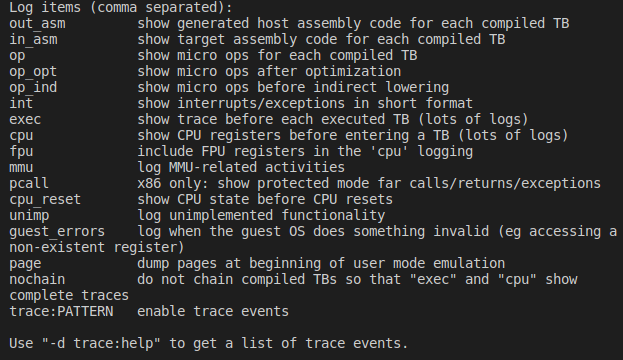 Log items (comma separated):
out_asm         show generated host assembly code for each compiled TB
in_asm          show target assembly code for each compiled TB
op              show micro ops for each compiled TB
op_opt          show micro ops after optimization
op_ind          show micro ops before indirect lowering
int             show interrupts/exceptions in short format
exec            show trace before each executed TB (lots of logs)
cpu             show CPU registers before entering a TB (lots of logs)
fpu             include FPU registers in the 'cpu' logging
mmu             log MMU-related activities
pcall           x86 only: show protected mode far calls/returns/exceptions
cpu_reset       show CPU state before CPU resets
unimp           log unimplemented functionality
guest_errors    log when the guest OS does something invalid (eg accessing a
non-existent register)
page            dump pages at beginning of user mode emulation
nochain         do not chain compiled TBs so that "exec" and "cpu" show
complete traces
trace:PATTERN   enable trace events

Use "-d trace:help" to get a list of trace events.